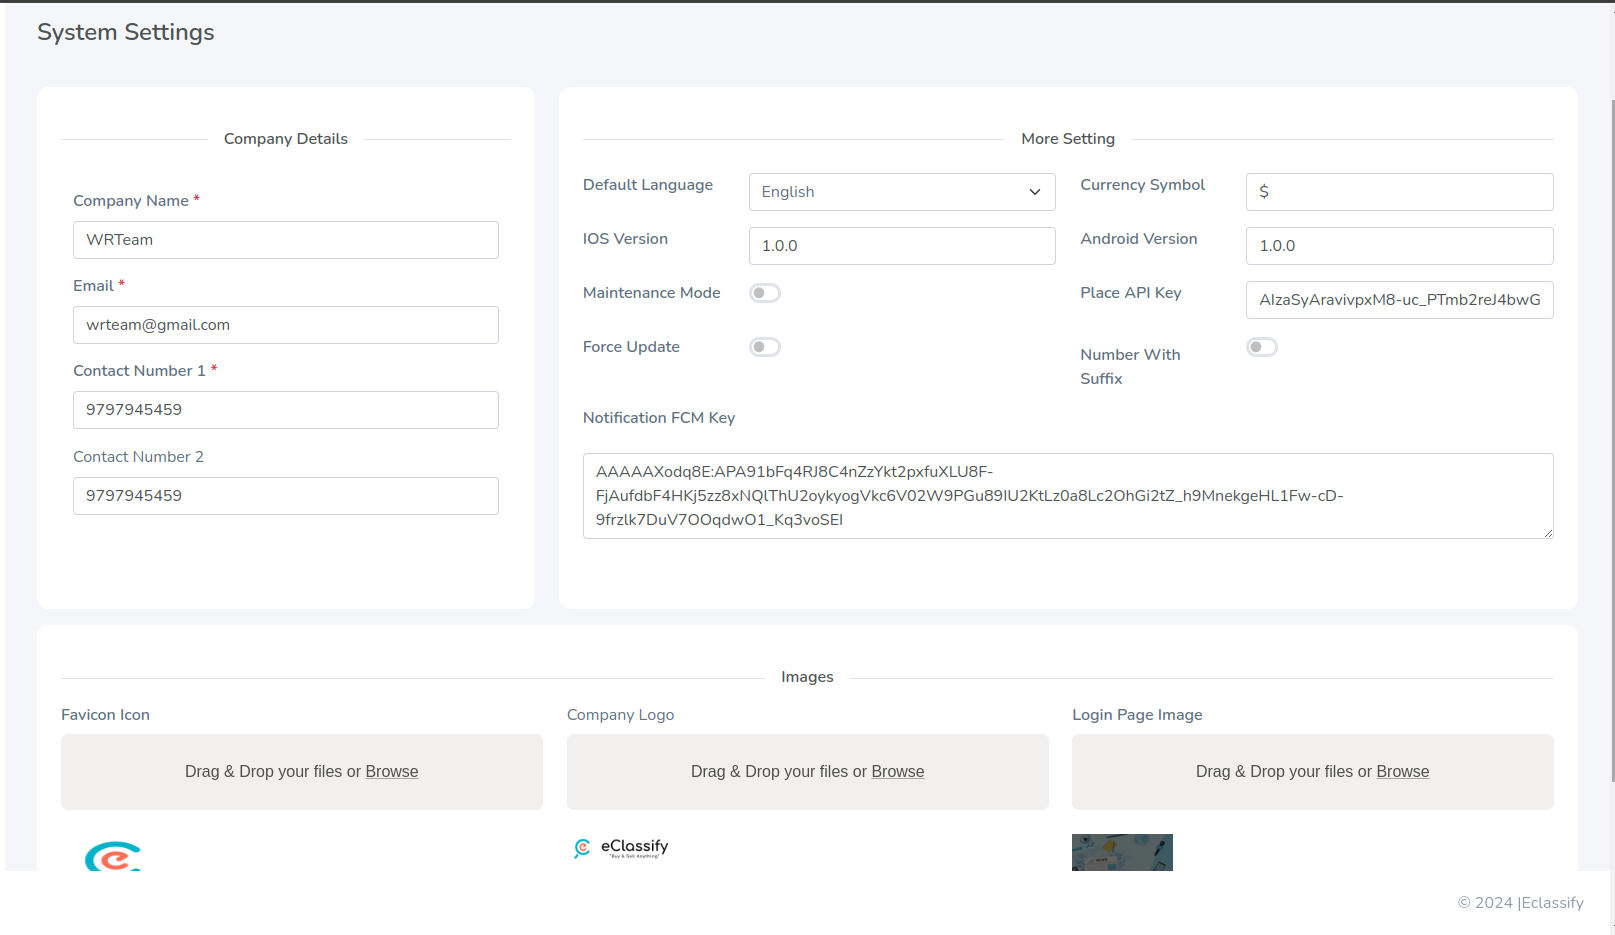 System Settings
Company Details
Company Name *
WRTeam
Email *
wrteam@gmail.com
Contact Number 1 *
9797945459
Contact Number 2
9797945459
More Setting
Default Language
English
Currency Symbol
$
IOS Version
1.0.0
Android Version
1.0.0
Maintenance Mode
Place API Key
AIzaSyAravivpxM8-uc_PTmb2reJ4bwG
Force Update
Number With
Suffix
Notification FCM Key
AAAAAXodq8E:APA91bFq4RJ8C4nZzYkt2pxfuXLU8F-
FjAufdbF4HKj5zz8xNQlThU2oykyogVkc6V02W9PGu89IU2KtLz0a8Lc2OhGi2tZ_h9MnekgeHL1Fw-cD-
9frzlk7DuV7OOqdwO1_Kq3voSEI
Images
Favicon Icon
Company Logo
Login Page Image
Drag & Drop your files or Browse
Drag & Drop your files or Browse
Drag & Drop your files or Browse
eClassify
"Buy & Sell Anything"
© 2024 |Eclassify